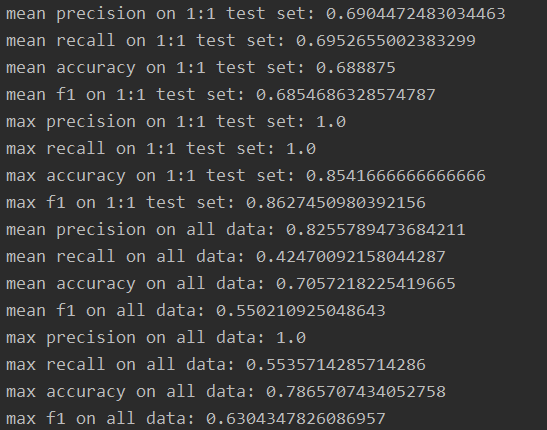 mean precision on 1:1 test set: 0.6904472483034463
mean recall on 1:1 test set: 0.6952655002383299
mean accuracy on 1:1 test set: 0.688875
mean f1 on 1:1 test set: 0.6854686328574787
max precision on 1:1 test set: 1.0
max recall on 1:1 test set: 1.0
max accuracy on 1:1 test set: 0.8541666666666666
max f1 on 1:1 test set: 0.8627450980392156
mean precision on all data: 0.8255789473684211
mean recall on all data: 0.42470092158044287
mean accuracy on all data: 0.7057218225419665
mean f1 on all data: 0.550210925048643
max precision on all data: 1.0
max recall on all data: 0.5535714285714286
max accuracy on all data: 0.7865707434052758
max f1 on all data: 0.6304347826086957